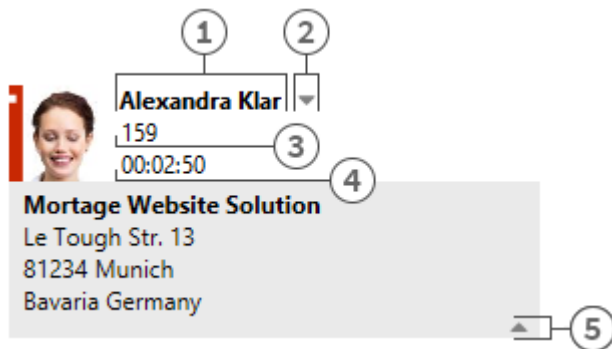 1 2
Alexandra Klar
159
3
00:02:50
4
Mortage Website Solution
Le Tough Str. 13
81234 Munich
Bavaria Germany
5